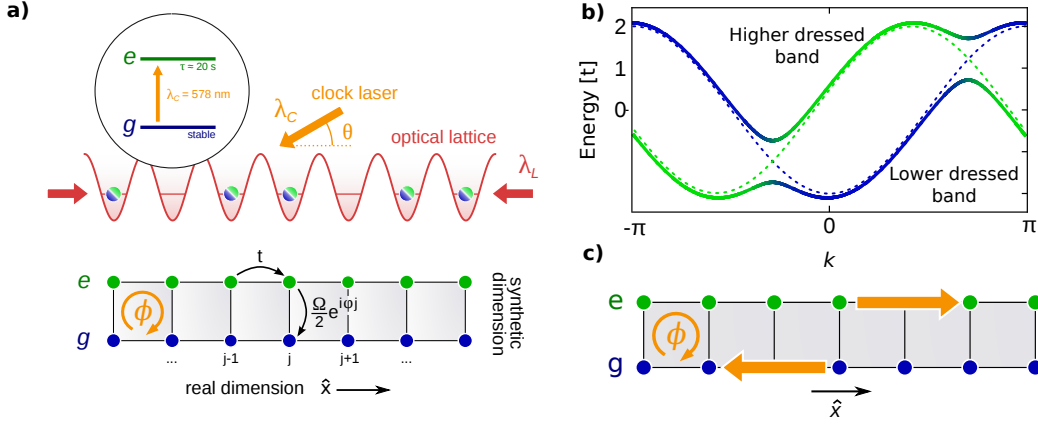 a)
e
τ ≈ 20 s
λC = 578 nm
g
stable
λC
clock laser
θ
optical lattice
λL
e
t
ϕ
Ω/2 e^iφj
g
... j-1 j j+1 ...
real dimension x̂
synthetic dimension
b)
Energy [t]
2
1
0
Higher dressed
band
Lower dressed
band
-π 0 π
k
c)
e
ϕ
g
x̂